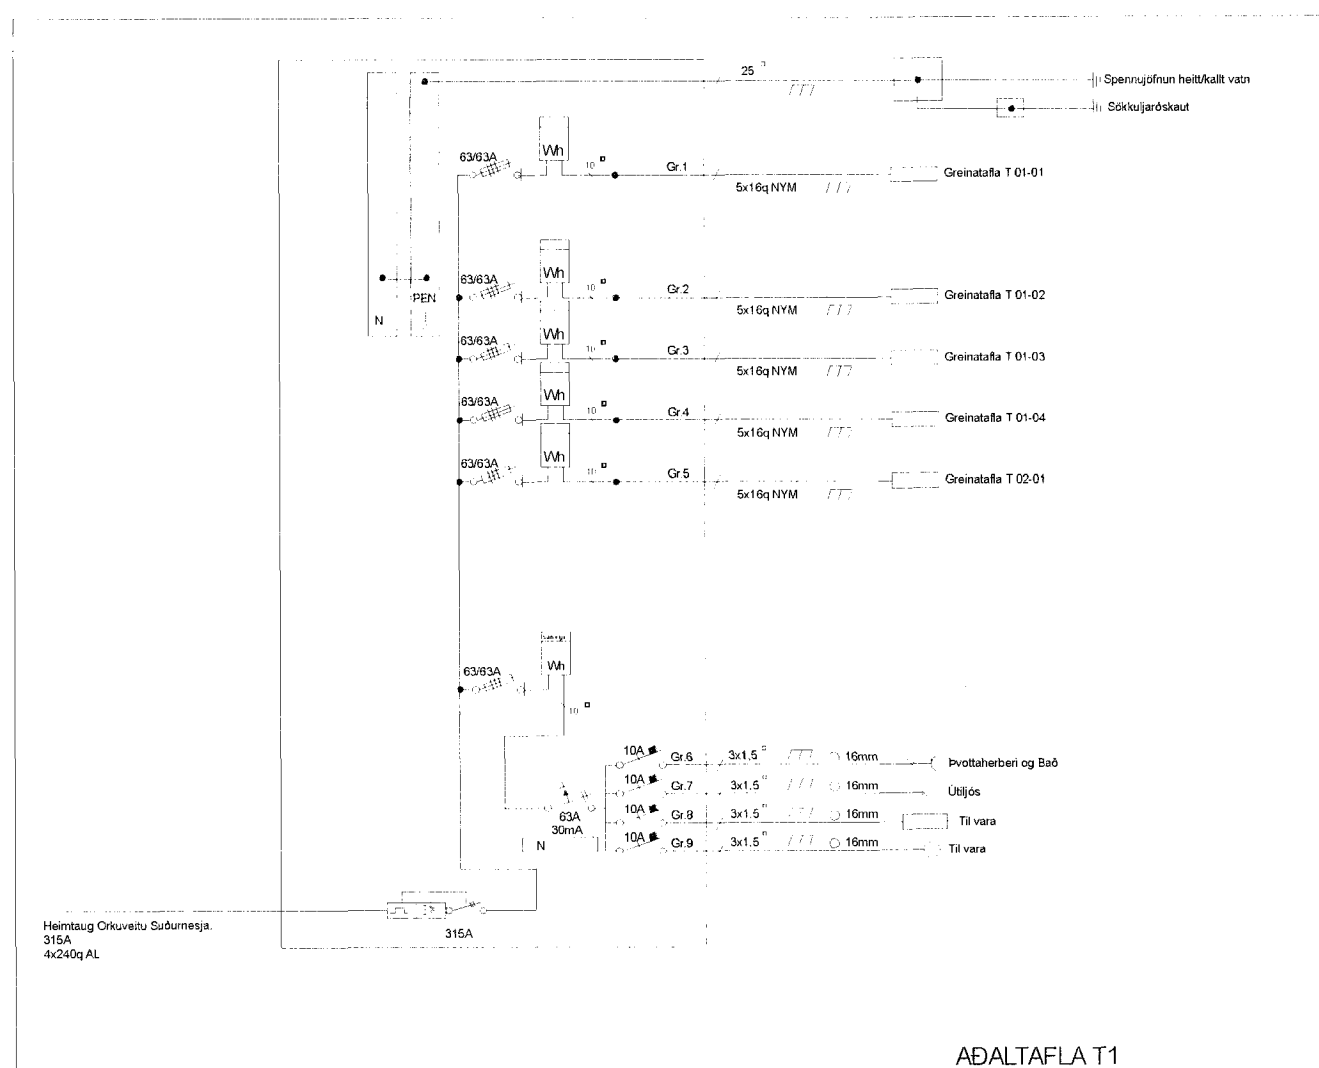 25 Spennujöfnun heitt/kallt vatn
Sökkuljarðskaut
63/63A Wh 10 Gr.1 5x16q NYM Greinatafla T 01-01
63/63A Wh 10 Gr.2 5x16q NYM Greinatafla T 01-02
PEN
N
63/63A Wh 10 Gr.3 5x16q NYM Greinatafla T 01-03
63/63A Wh 10 Gr.4 5x16q NYM Greinatafla T 01-04
63/63A Wh 10 Gr.5 5x16q NYM Greinatafla T 02-01
63/63A Wh
10
10A Gr.6 3x1,5 16mm Þvottaherberi og Bað
10A Gr.7 3x1,5 16mm Útiljós
63A
30mA
10A Gr.8 3x1,5 16mm Til vara
N
10A Gr.9 3x1,5 16mm Til vara
Heimtaug Orkuveitu Suðurnesja.
315A
4x240q AL
315A
AÐALTAFLA T1